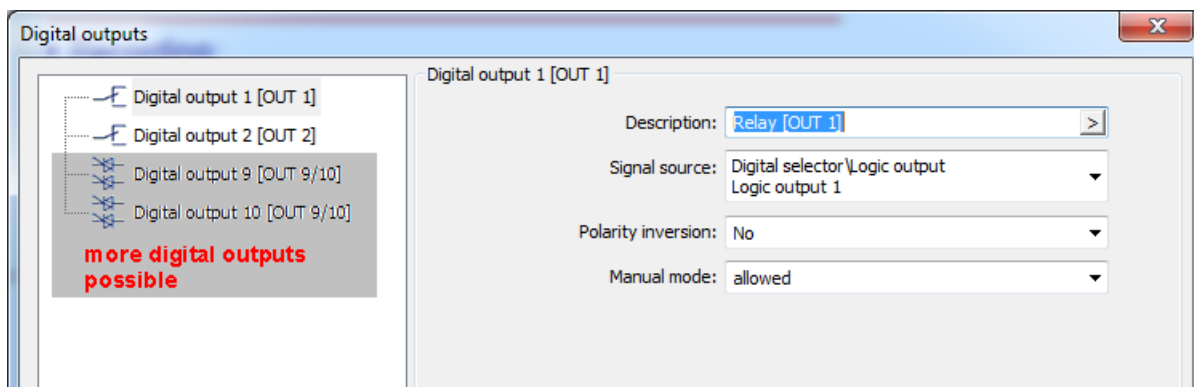 Digital outputs
X
Digital output 1 [OUT 1]
Digital output 2 [OUT 2]
Digital output 9 [OUT 9/10]
Digital output 10 [OUT 9/10]
more digital outputs
possible
Digital output 1 [OUT 1]
Description: Relay [OUT 1] >
Signal source: Digital selector\Logic output
Logic output 1
Polarity inversion: No
Manual mode: allowed